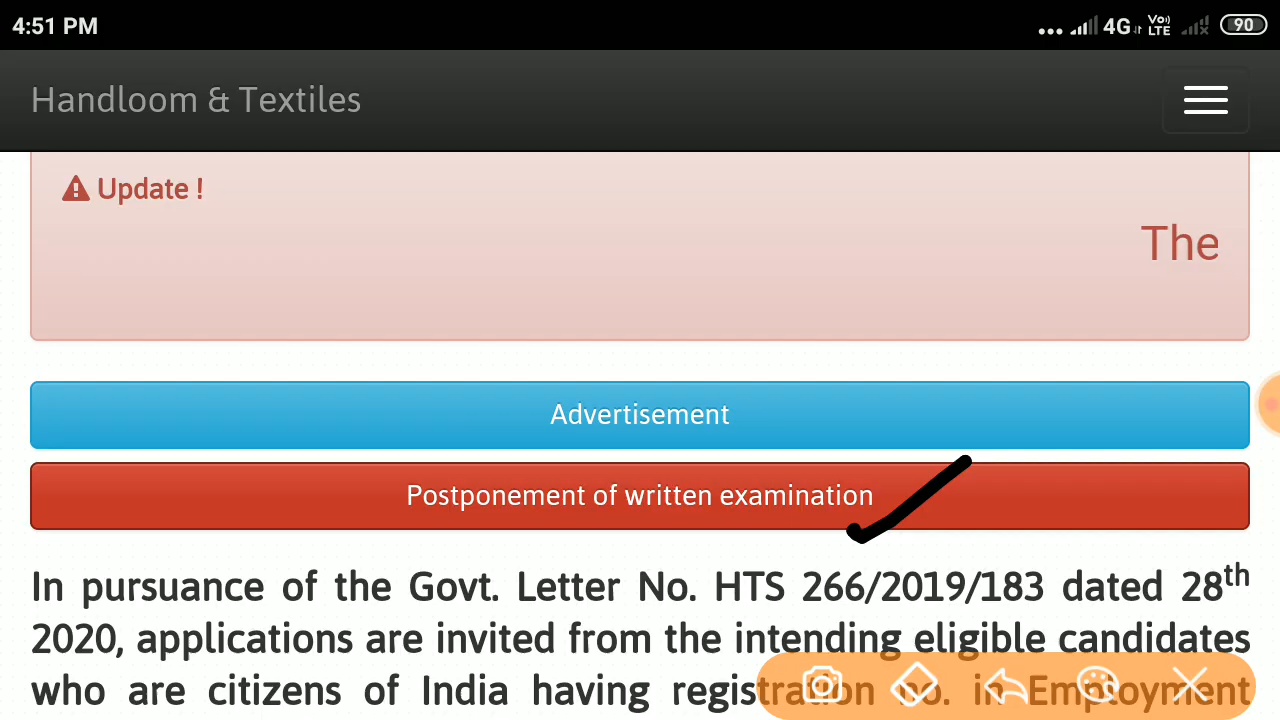 4:51 PM
4G Vo) LTE 90
Handloom & Textiles
Update !
The
Advertisement
Postponement of written examination
In pursuance of the Govt. Letter No. HTS 266/2019/183 dated 28th
2020, applications are invited from the intending eligible candidates
who are citizens of India having registration no. in Employment